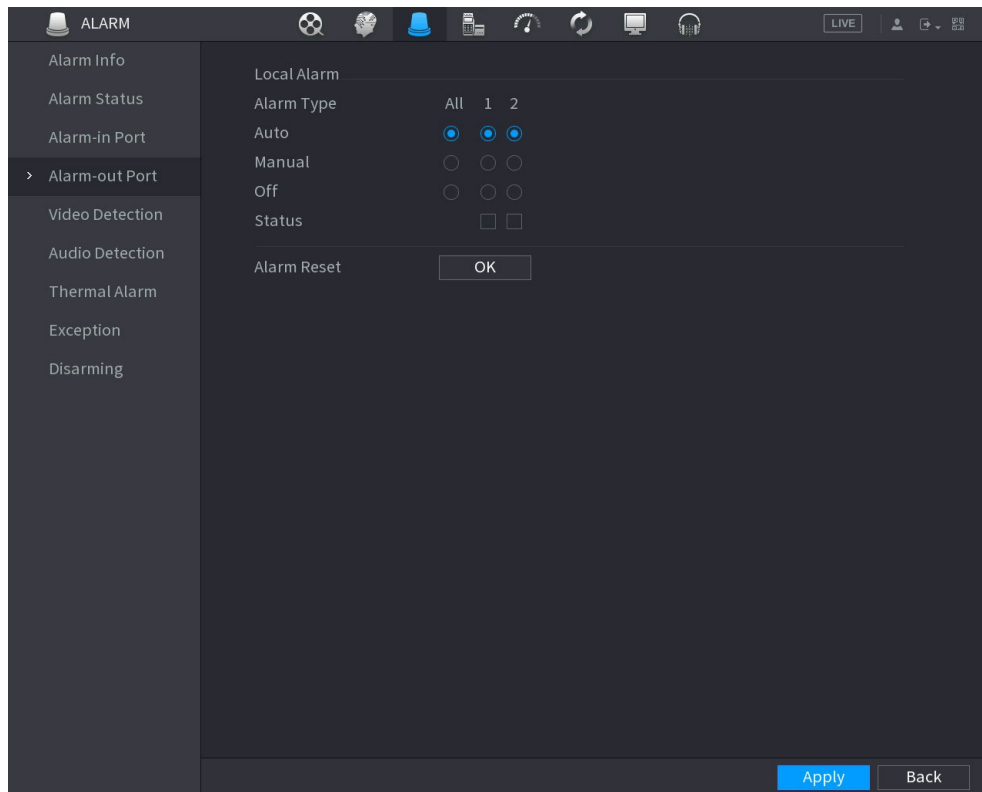 ALARM
LIVE
Alarm Info
Alarm Status
Alarm-in Port
> Alarm-out Port
Video Detection
Audio Detection
Thermal Alarm
Exception
Disarming
Local Alarm
Alarm Type All 1 2
Auto
Manual
Off
Status
Alarm Reset OK
Apply Back